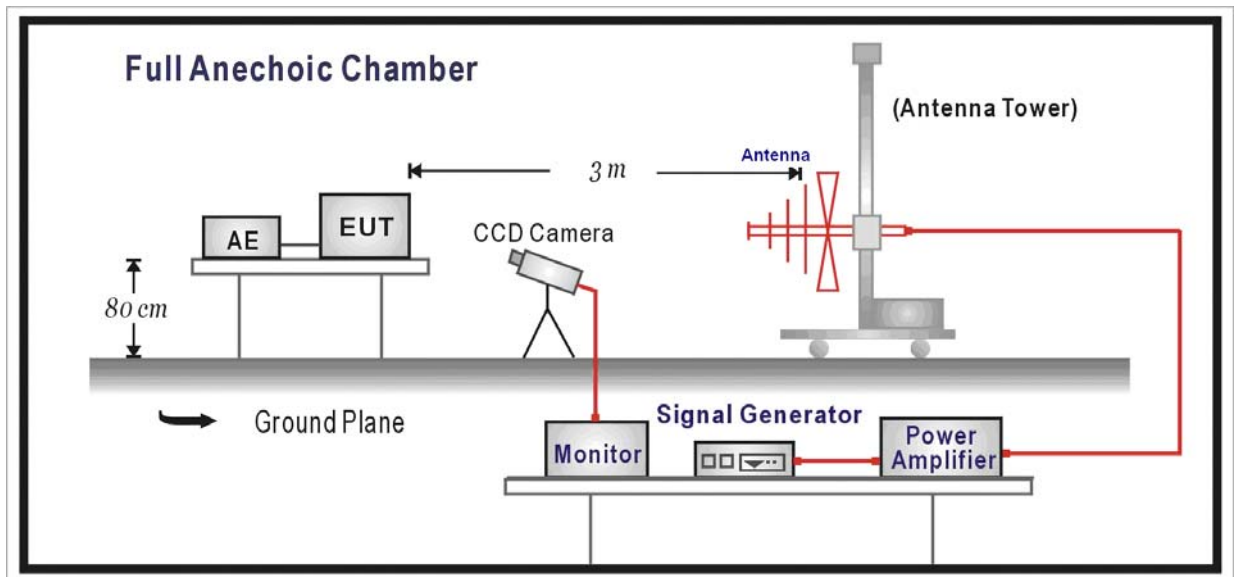 Full Anechoic Chamber
(Antenna Tower)
Antenna
3 m
AE
EUT
CCD Camera
80 cm
Ground Plane
Signal Generator
Monitor
Power
Amplifier